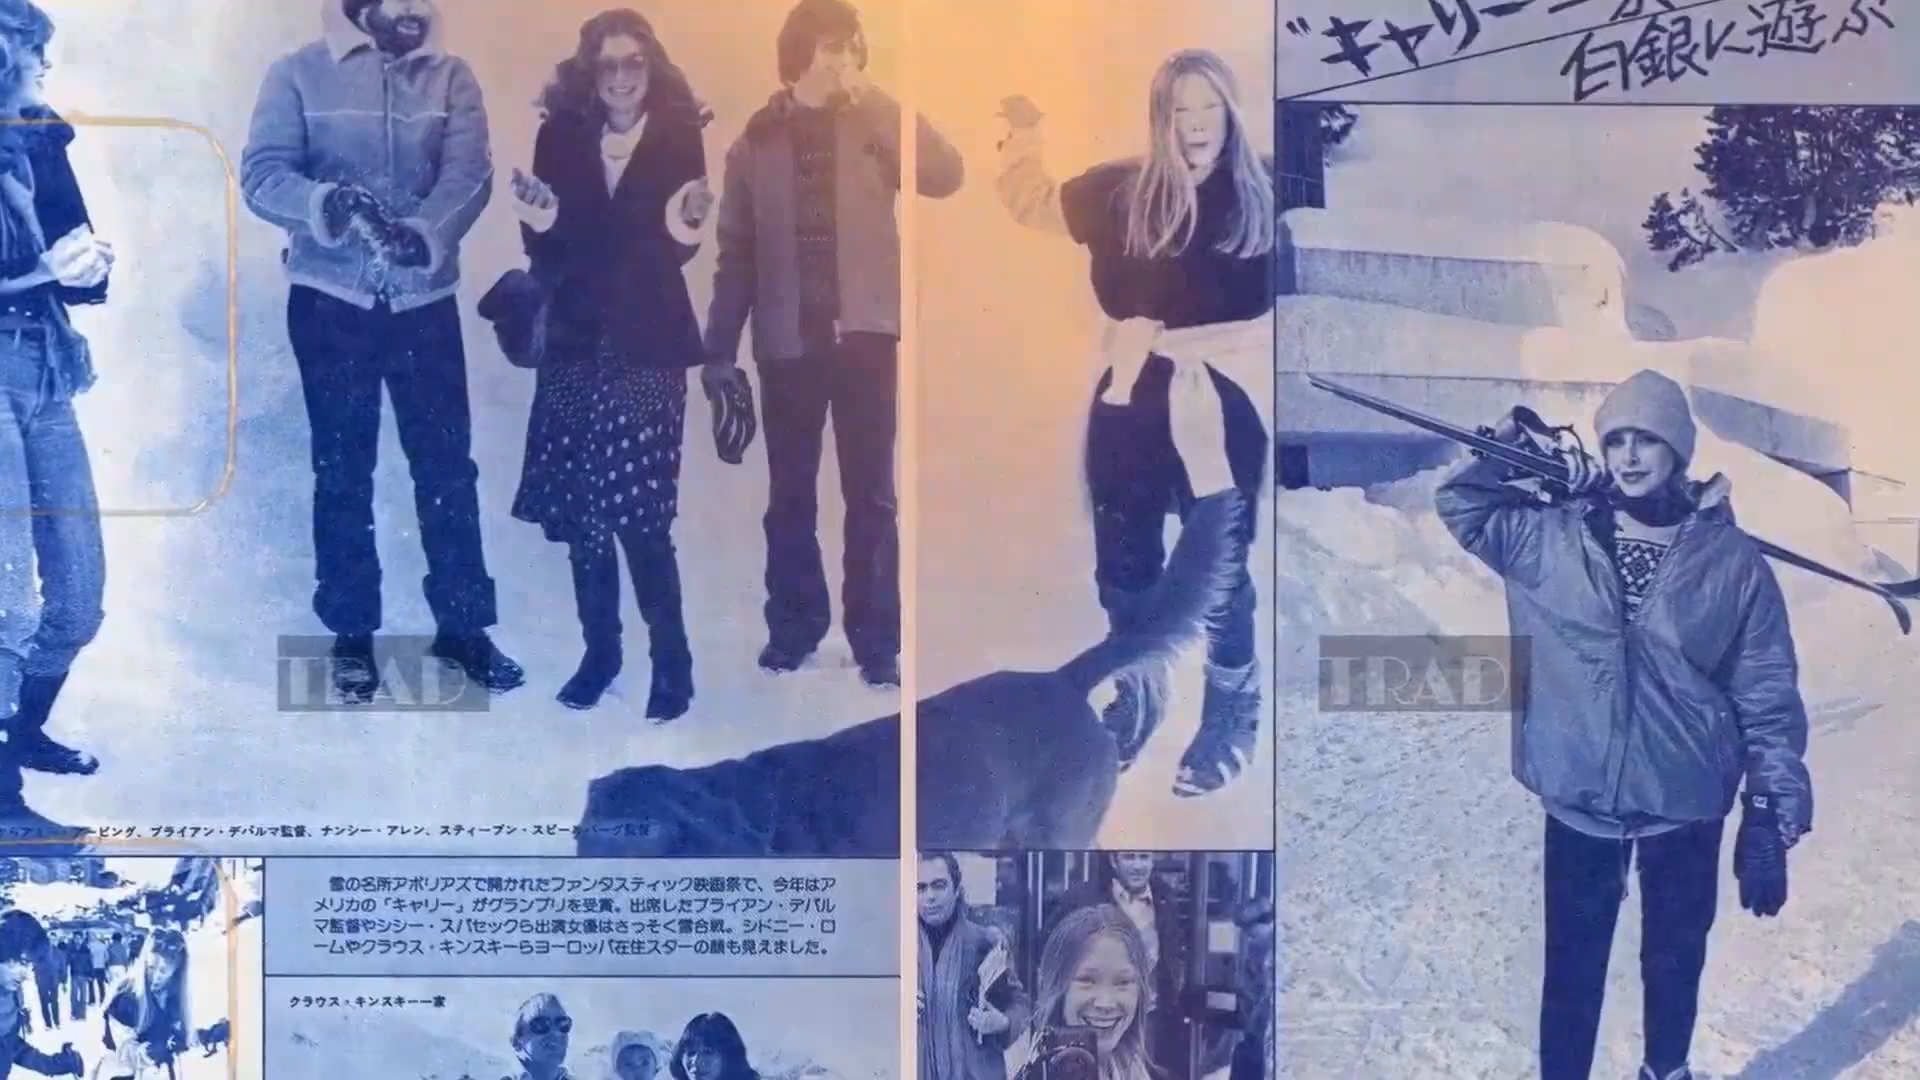 "キャリー
白銀に遊ぶ
アービング、ブライアン・デパルマ監督、ナンシー・アレン、スティーブン・スピールバーグ監督
雪の名所アボリアズで開かれたファンタスティック映画祭で、今年はア
メリカの「キャリー」がグランプリを受賞。出席したブライアン・デパル
マ監督やシシー・スパセックら出演女優はさっそく雪合戦。シドニー・ロ
ームやクラウス・キンスキーらヨーロッパ在住スターの顔も見えました。
クラウス・キンスキー一家
TRAD
TRAD